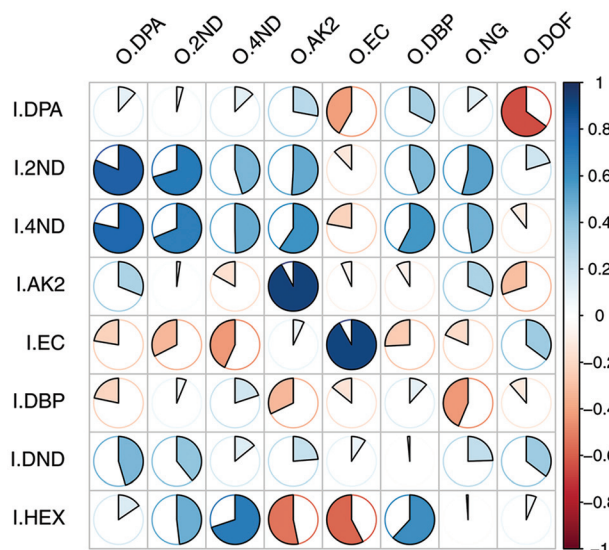 O.DPA
O.2ND
O.4ND
O.AK2
O.EC
O.DBP
O.NG
O.DOF
I.DPA
I.2ND
I.4ND
I.AK2
I.EC
I.DBP
I.DND
I.HEX
1
0.8
0.6
0.4
0.2
0
-0.2
-0.4
-0.6
-0.8
-1